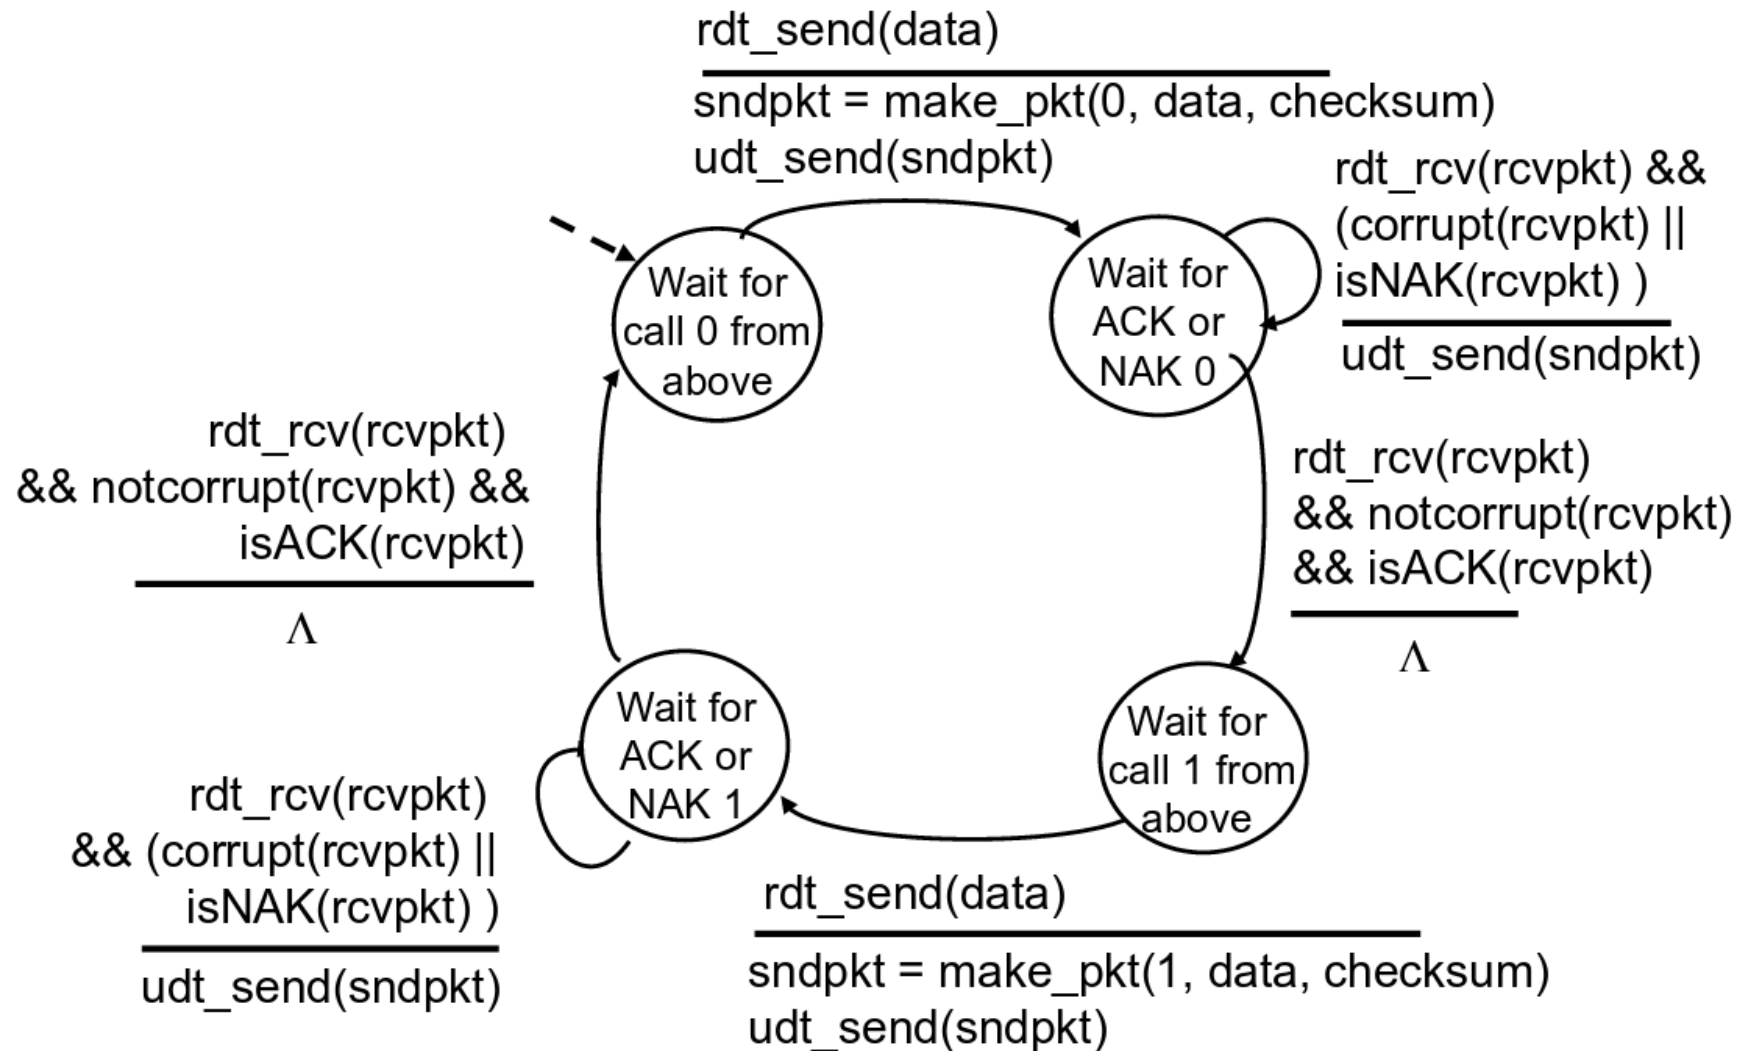 rdt_send(data)
sndpkt = make_pkt(0, data, checksum)
udt_send(sndpkt)
rdt_rcv(rcvpkt) &&
(corrupt(rcvpkt) ||
isNAK(rcvpkt) )
udt_send(sndpkt)
Wait for
call 0 from
above
Wait for
ACK or
NAK 0
rdt_rcv(rcvpkt)
&& notcorrupt(rcvpkt) &&
isACK(rcvpkt)
Λ
rdt_rcv(rcvpkt)
&& notcorrupt(rcvpkt)
&& isACK(rcvpkt)
Λ
Wait for
ACK or
NAK 1
Wait for
call 1 from
above
rdt_rcv(rcvpkt)
&& (corrupt(rcvpkt) ||
isNAK(rcvpkt) )
udt_send(sndpkt)
rdt_send(data)
sndpkt = make_pkt(1, data, checksum)
udt_send(sndpkt)